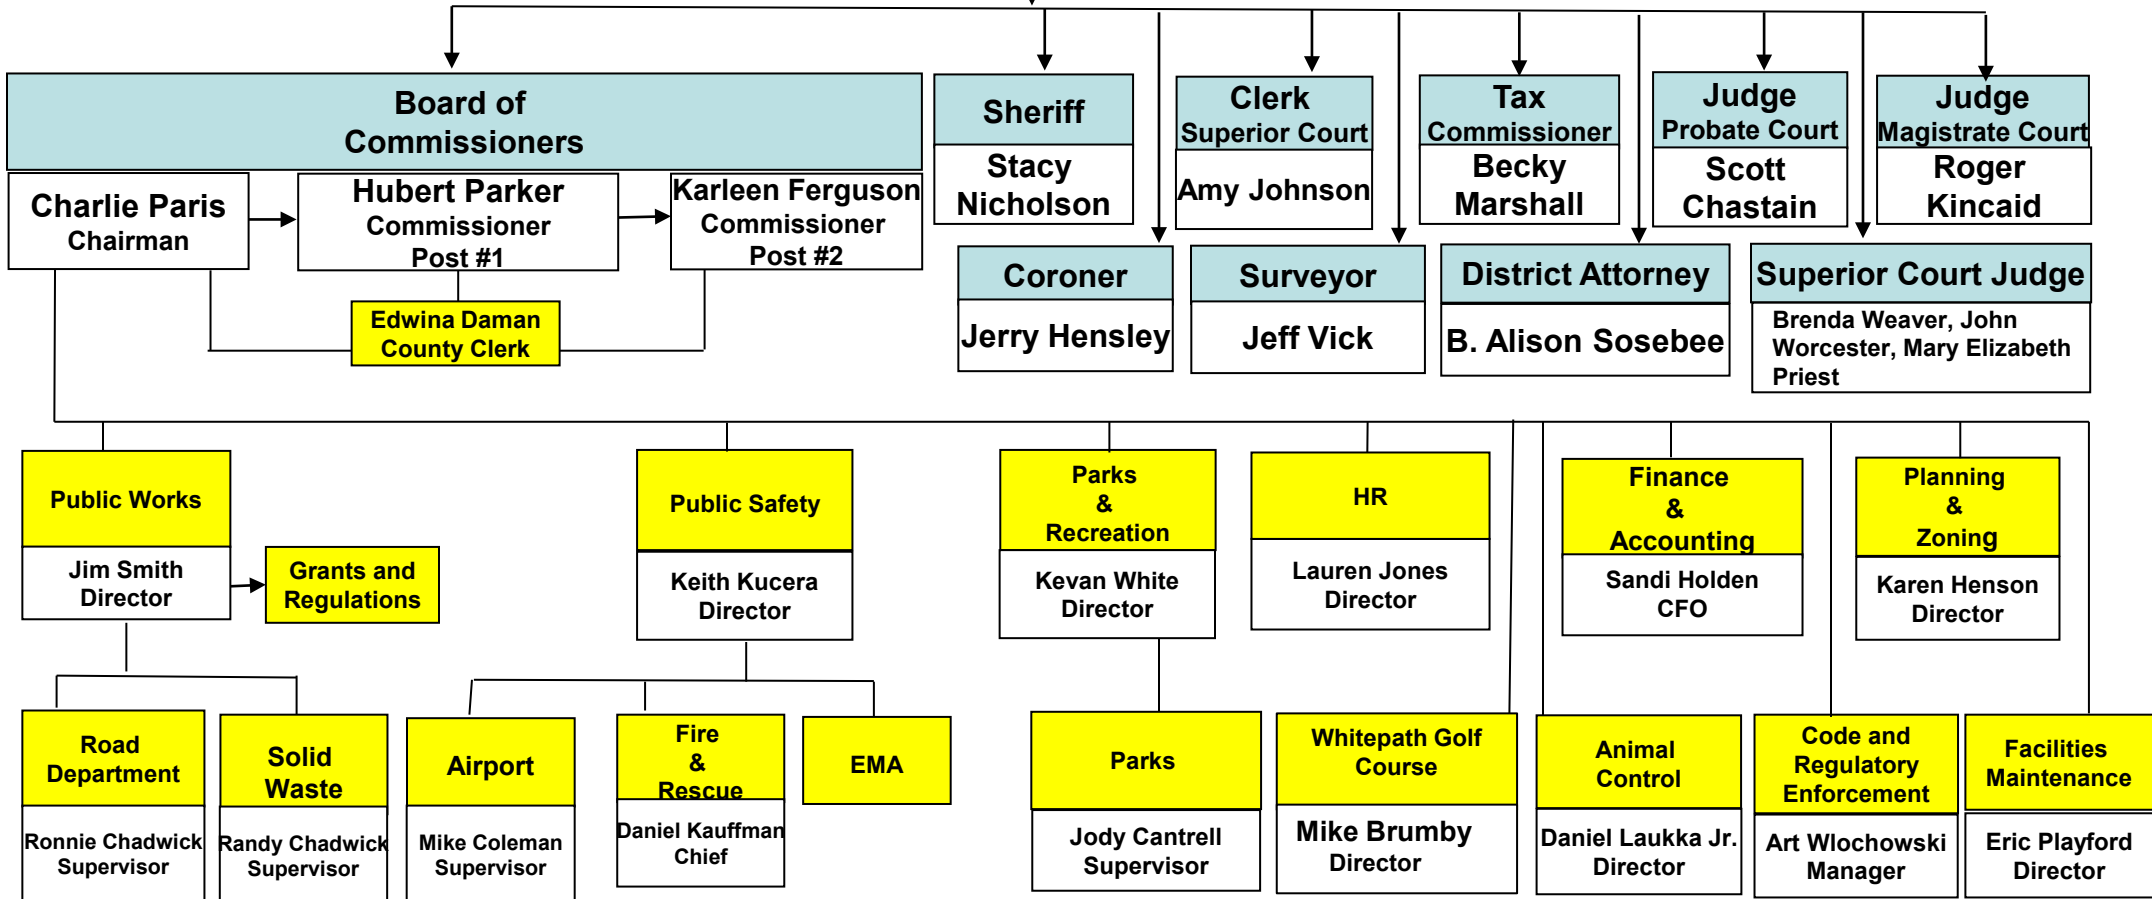 Board of
Commissioners
Charlie Paris
Chairman
Hubert Parker
Commissioner
Post #1
Karleen Ferguson
Commissioner
Post #2
Edwina Daman
County Clerk
Sheriff
Stacy
Nicholson
Clerk
Superior Court
Amy Johnson
Tax
Commissioner
Becky
Marshall
Judge
Probate Court
Scott
Chastain
Judge
Magistrate Court
Roger
Kincaid
Coroner
Jerry Hensley
Surveyor
Jeff Vick
District Attorney
B. Alison Sosebee
Superior Court Judge
Brenda Weaver, John
Worcester, Mary Elizabeth
Priest
Public Works
Jim Smith
Director
Grants and
Regulations
Public Safety
Keith Kucera
Director
Parks
&
Recreation
Kevan White
Director
HR
Lauren Jones
Director
Finance
&
Accounting
Sandi Holden
CFO
Planning
&
Zoning
Karen Henson
Director
Road
Department
Ronnie Chadwick
Supervisor
Solid
Waste
Randy Chadwick
Supervisor
Airport
Mike Coleman
Supervisor
Fire
&
Rescue
Daniel Kauffman
Chief
EMA
Parks
Jody Cantrell
Supervisor
Whitepath Golf
Course
Mike Brumby
Director
Animal
Control
Daniel Laukka Jr.
Director
Code and
Regulatory
Enforcement
Art Wlochowski
Manager
Facilities
Maintenance
Eric Playford
Director